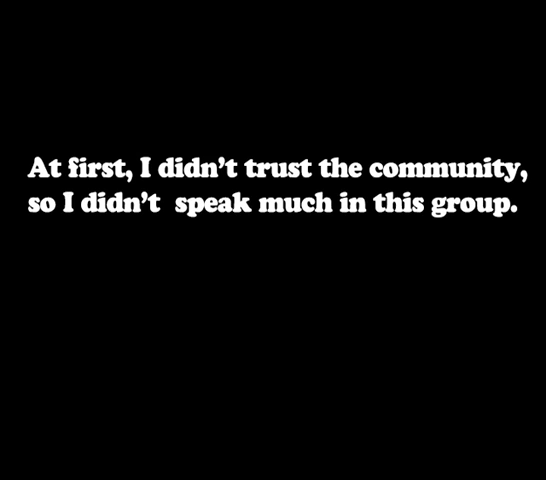 At first, I didn’t trust the community,
so I didn’t  speak much in this group.